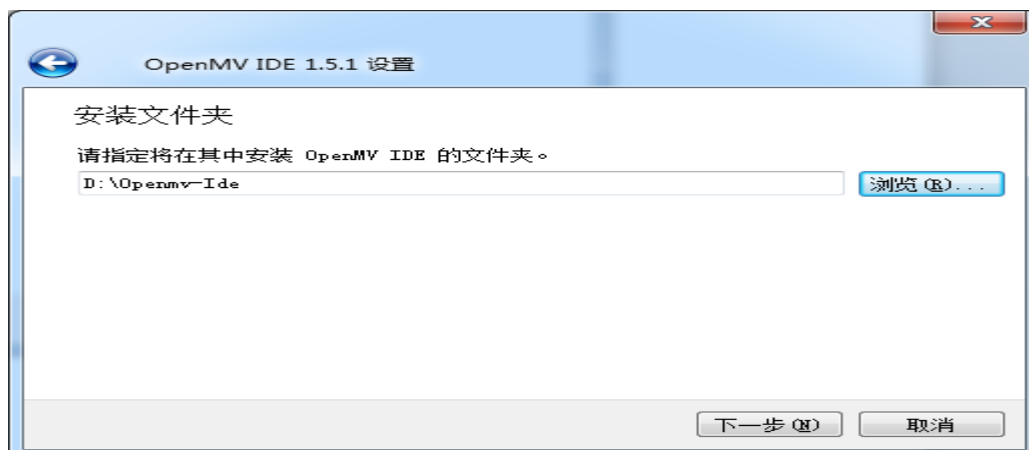 OpenMV IDE 1.5.1 设置
安装文件夹
请指定将在其中安装 OpenMV IDE 的文件夹。
D:\Openmv-Ide
浏览(R)...
下一步(N)
取消